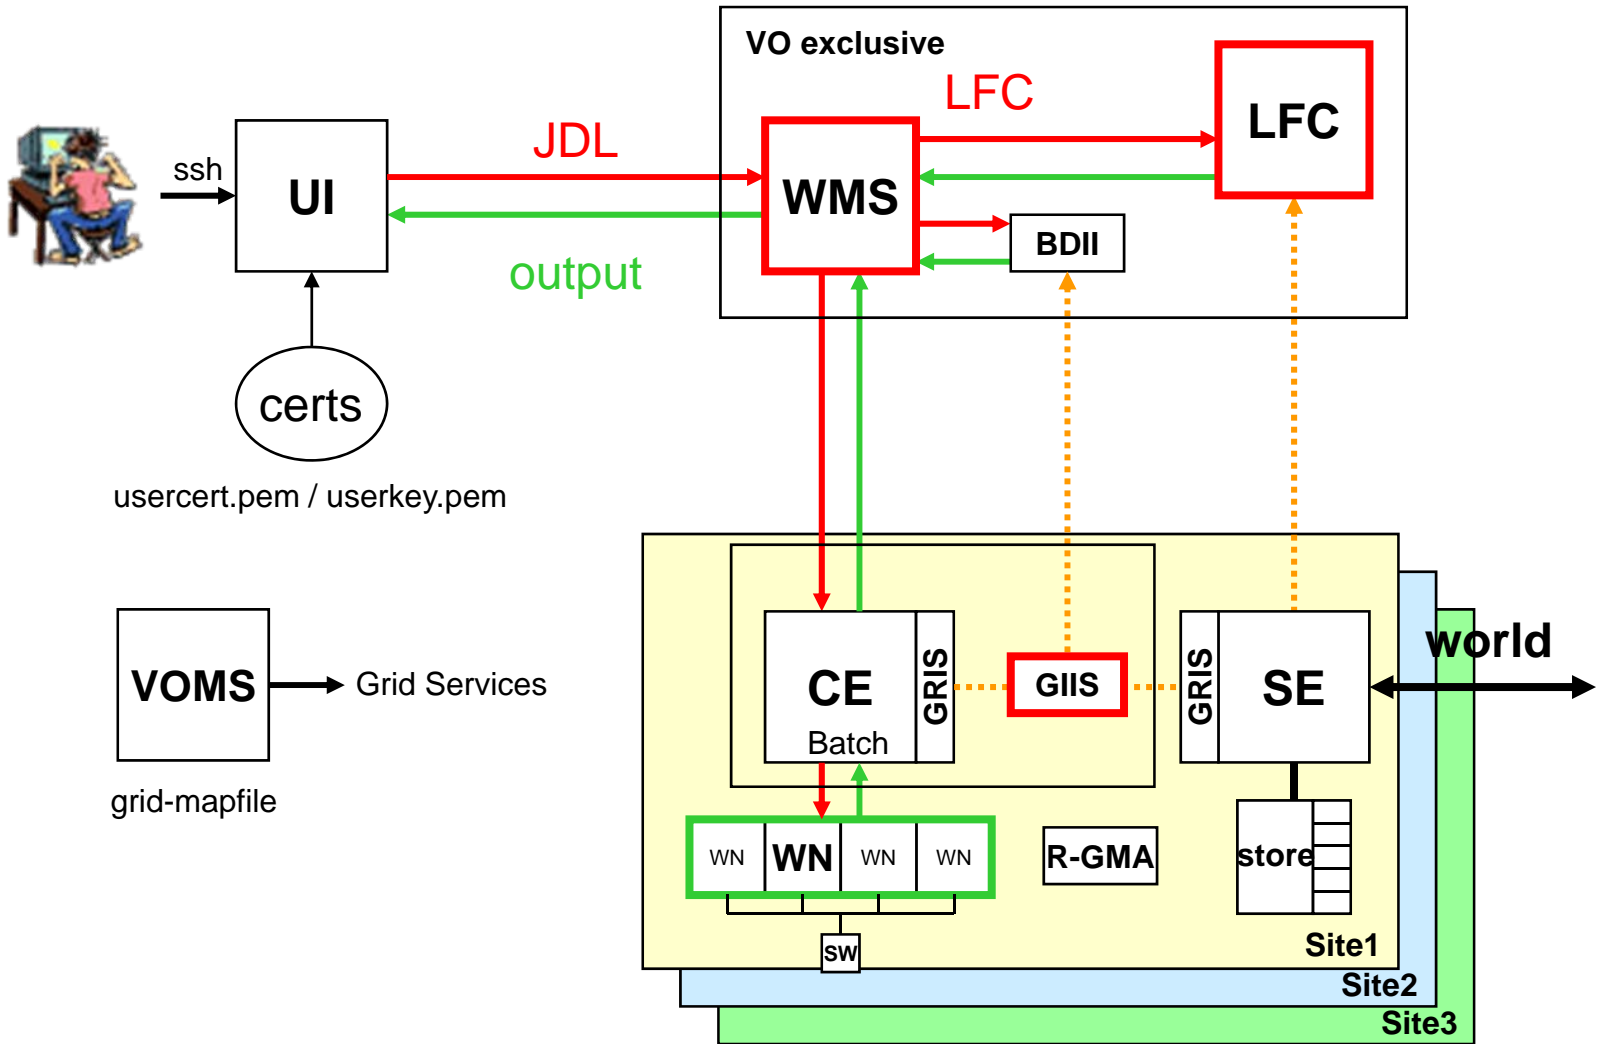 VO exclusive
LFC
LFC
JDL
ssh
UI
WMS
BDII
output
certs
usercert.pem / userkey.pem
VOMS
Grid Services
grid-mapfile
world
CE
GRIS
GIIS
GRIS
SE
Batch
WN
WN
WN
WN
R-GMA
store
SW
Site1
Site2
Site3